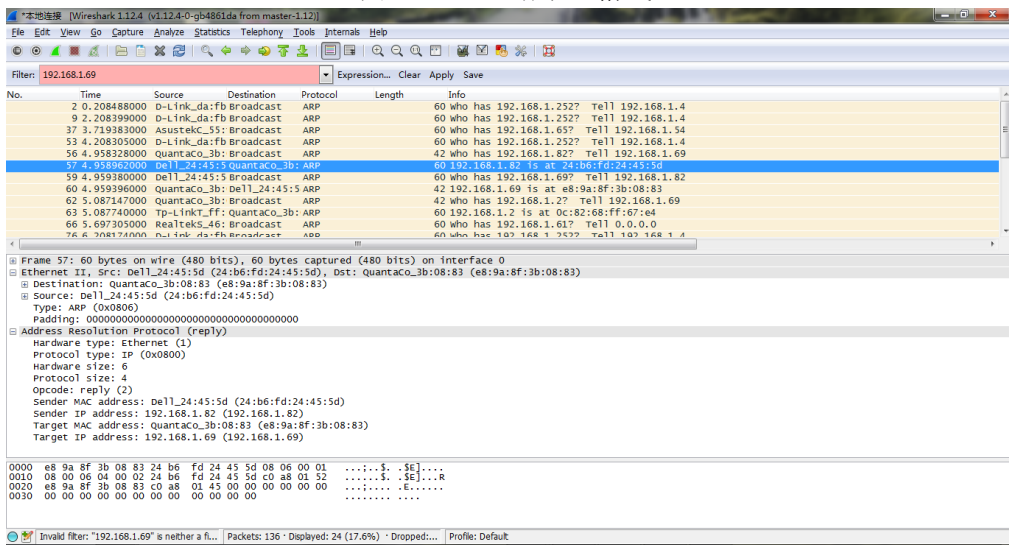 *本地连接 [Wireshark 1.12.4 (v1.12.4-0-gb4861da from master-1.12)]
File Edit View Go Capture Analyze Statistics Telephony Tools Internals Help
Filter: 192.168.1.69 Expression... Clear Apply Save
No. Time Source Destination Protocol Length Info
2 0.208488000 D-Link_da:fb Broadcast ARP 60 Who has 192.168.1.252? Tell 192.168.1.4
9 2.208399000 D-Link_da:fb Broadcast ARP 60 Who has 192.168.1.252? Tell 192.168.1.4
37 3.719383000 AsustekC_55: Broadcast ARP 60 Who has 192.168.1.65? Tell 192.168.1.54
53 4.208305000 D-Link_da:fb Broadcast ARP 60 Who has 192.168.1.252? Tell 192.168.1.4
56 4.958328000 QuantaCo_3b: Broadcast ARP 42 Who has 192.168.1.82? Tell 192.168.1.69
57 4.958962000 Dell_24:45:5 QuantaCo_3b: ARP 60 192.168.1.82 is at 24:b6:fd:24:45:5d
59 4.959380000 Dell_24:45:5 Broadcast ARP 60 Who has 192.168.1.69? Tell 192.168.1.82
60 4.959396000 QuantaCo_3b: Dell_24:45:5 ARP 42 192.168.1.69 is at e8:9a:8f:3b:08:83
62 5.087147000 QuantaCo_3b: Broadcast ARP 42 Who has 192.168.1.2? Tell 192.168.1.69
63 5.087740000 Tp-LinkT_ff: QuantaCo_3b: ARP 60 192.168.1.2 is at 0c:82:68:ff:67:e4
66 5.697305000 RealtekS_46: Broadcast ARP 60 Who has 192.168.1.61? Tell 0.0.0.0
76 6.208174000 D-Link_da:fb Broadcast ARP 60 Who has 192.168.1.252? Tell 192.168.1.4
Frame 57: 60 bytes on wire (480 bits), 60 bytes captured (480 bits) on interface 0
Ethernet II, Src: Dell_24:45:5d (24:b6:fd:24:45:5d), Dst: QuantaCo_3b:08:83 (e8:9a:8f:3b:08:83)
Destination: QuantaCo_3b:08:83 (e8:9a:8f:3b:08:83)
Source: Dell_24:45:5d (24:b6:fd:24:45:5d)
Type: ARP (0x0806)
Padding: 000000000000000000000000000000000000
Address Resolution Protocol (reply)
Hardware type: Ethernet (1)
Protocol type: IP (0x0800)
Hardware size: 6
Protocol size: 4
Opcode: reply (2)
Sender MAC address: Dell_24:45:5d (24:b6:fd:24:45:5d)
Sender IP address: 192.168.1.82 (192.168.1.82)
Target MAC address: QuantaCo_3b:08:83 (e8:9a:8f:3b:08:83)
Target IP address: 192.168.1.69 (192.168.1.69)
0000 e8 9a 8f 3b 08 83 24 b6 fd 24 45 5d 08 06 00 01 ...;..$. .$E]....
0010 08 00 06 04 00 02 24 b6 fd 24 45 5d c0 a8 01 52 ......$. .$E]...R
0020 e8 9a 8f 3b 08 83 c0 a8 01 45 00 00 00 00 00 00 ...;.... .E......
0030 00 00 00 00 00 00 00 00 00 00 00 00 ........ ....
Invalid filter: "192.168.1.69" is neither a fi... Packets: 136 · Displayed: 24 (17.6%) · Dropped:... Profile: Default